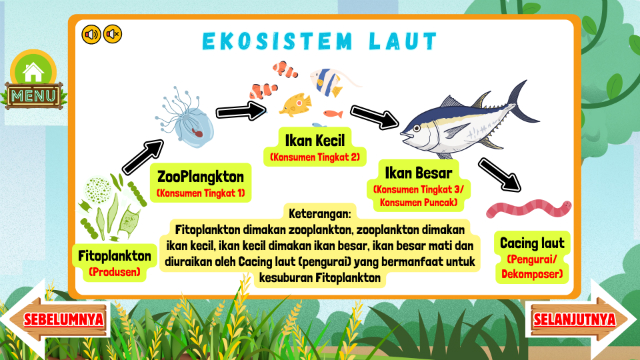 EKOSISTEM LAUT
MENU
Ikan Kecil
(Konsumen Tingkat 2)
ZooPlangkton
(Konsumen Tingkat 1)
Ikan Besar
(Konsumen Tingkat 3/
Konsumen Puncak)
Fitoplankton
(Produsen)
Keterangan:
Fitoplankton dimakan zooplankton, zooplankton dimakan
ikan kecil, ikan kecil dimakan ikan besar, ikan besar mati dan
diuraikan oleh Cacing laut (pengurai) yang bermanfaat untuk
kesuburan Fitoplankton
Cacing laut
(Pengurai/
Dekomposer)
SEBELUMNYA
SELANJUTNYA